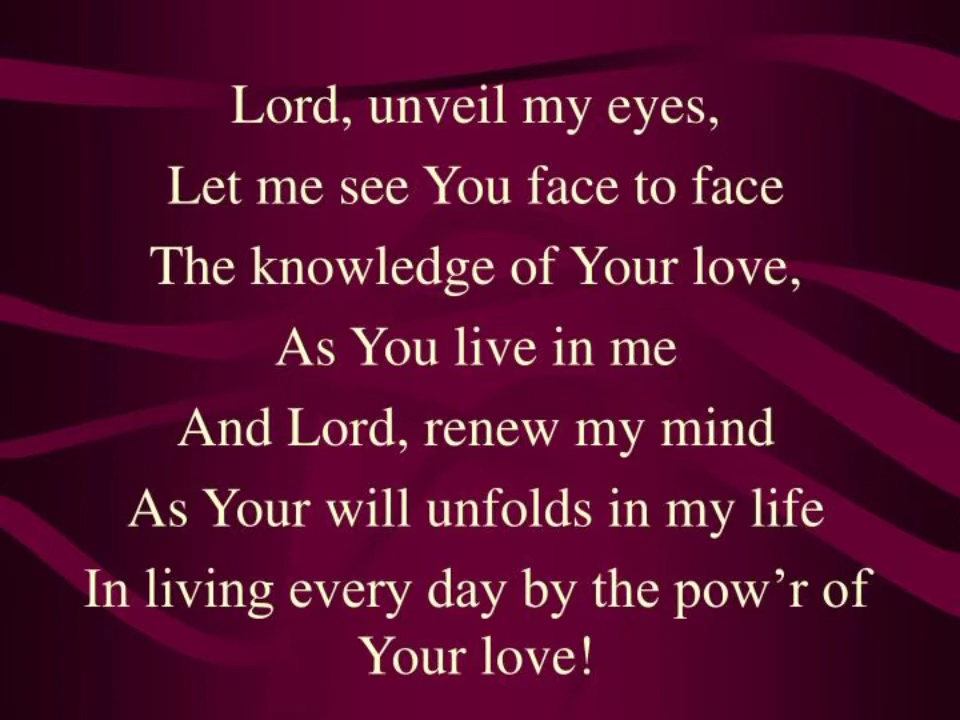 Lord, unveil my eyes,
Let me see You face to face
The knowledge of Your love,
As You live in me
And Lord, renew my mind
As Your will unfolds in my life
In living every day by the pow’r of
Your love!